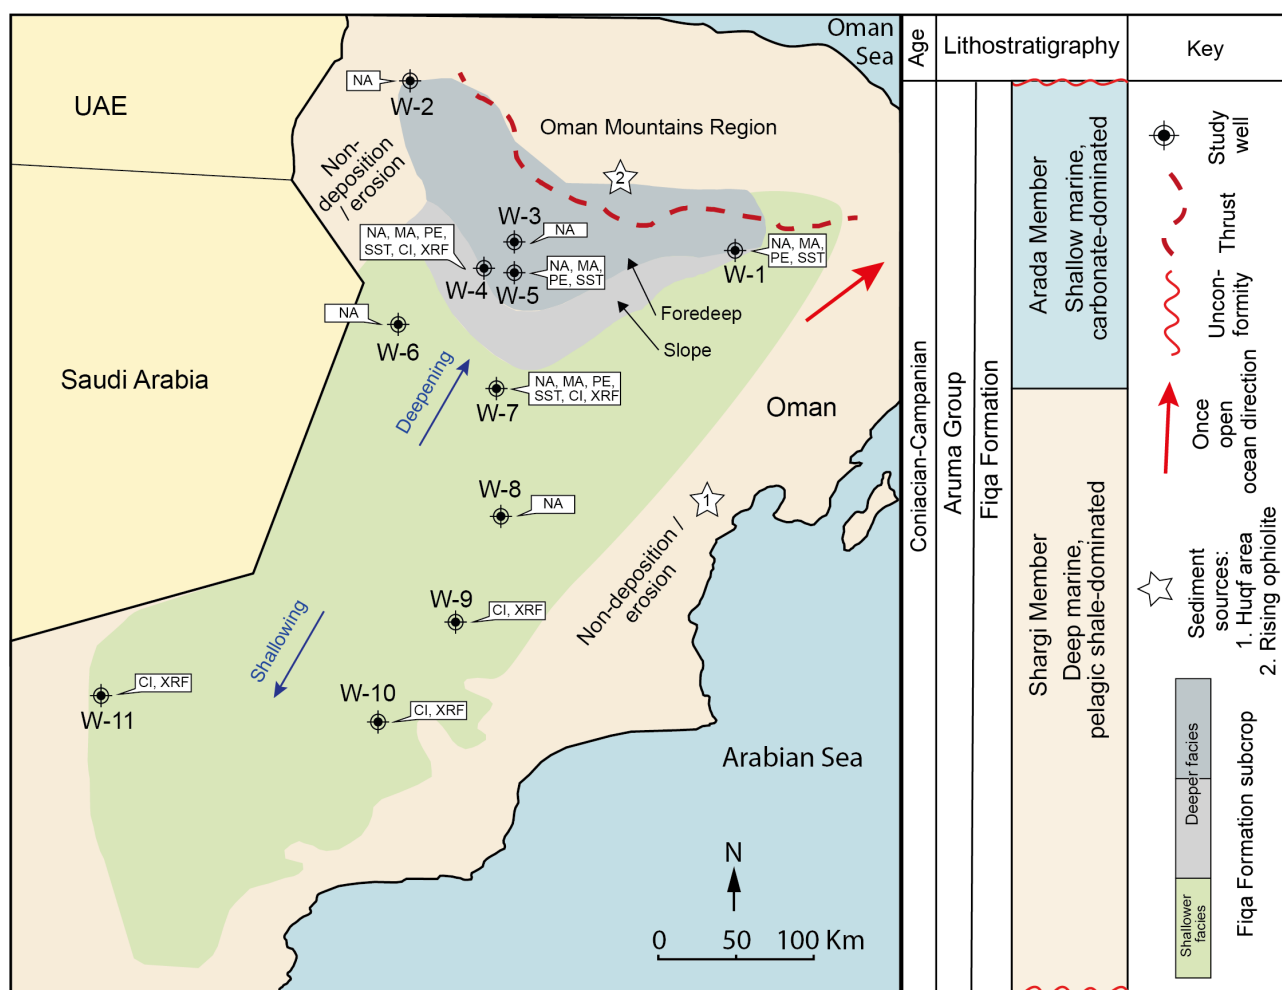 Oman
Sea
UAE
NA
W-2
Oman Mountains Region
Non-
deposition
/ erosion
2
W-3
NA
NA, MA, PE,
SST, CI, XRF
W-4
W-5
NA, MA,
PE, SST
W-1
NA, MA,
PE, SST
Foredeep
Slope
NA
W-6
Saudi Arabia
Deepening
NA, MA, PE,
SST, CI, XRF
W-7
Oman
W-8
NA
1
Non-deposition /
erosion
W-9
CI, XRF
Shallowing
W-10
CI, XRF
CI, XRF
W-11
Arabian Sea
N
0 50 100 Km
Age
Lithostratigraphy
Key
Coniacian-Campanian
Aruma Group
Fiqa Formation
Arada Member
Shallow marine,
carbonate-dominated
Shargi Member
Deep marine,
pelagic shale-dominated
Study
well
Thrust
Uncon-
formity
Once
open
ocean direction
Sediment
sources:
1. Huqf area
2. Rising ophiolite
Deeper facies
Shallower
facies
Fiqa Formation subcrop